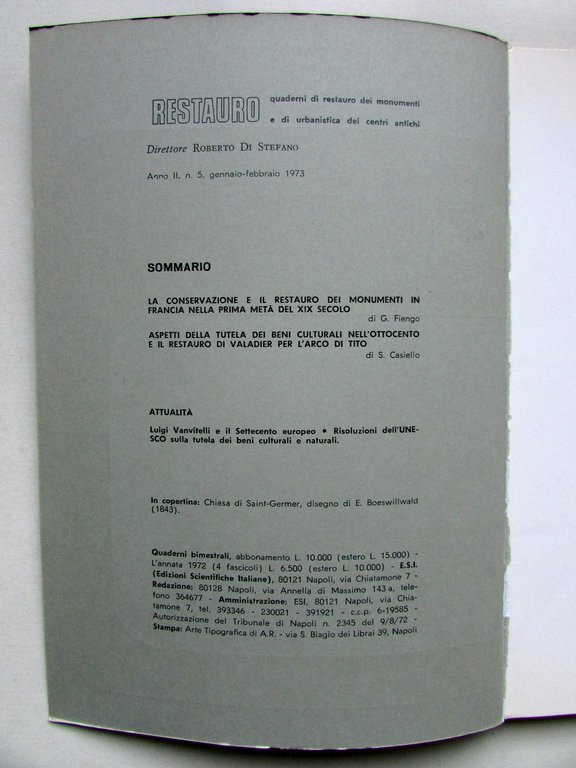 RESTAURO quaderni di restauro dei monumenti
e di urbanistica dei centri antichi
Direttore ROBERTO DI STEFANO
Anno II, n. 5, gennaio-febbraio 1973
SOMMARIO
LA CONSERVAZIONE E IL RESTAURO DEI MONUMENTI IN
FRANCIA NELLA PRIMA METÀ DEL XIX SECOLO
di G. Fiengo
ASPETTI DELLA TUTELA DEI BENI CULTURALI NELL'OTTOCENTO
E IL RESTAURO DI VALADIER PER L'ARCO DI TITO
di S. Casiello
ATTUALITÀ
Luigi Vanvitelli e il Settecento europeo • Risoluzioni dell'UNE-
SCO sulla tutela dei beni culturali e naturali.
In copertina: Chiesa di Saint-Germer, disegno di E. Boeswillwald
(1843).
Quaderni bimestrali, abbonamento L. 10.000 (estero L. 15.000) -
L'annata 1972 (4 fascicoli) L. 6.500 (estero L. 10.000) - E.S.I.
(Edizioni Scientifiche Italiane), 80121 Napoli, via Chiatamone 7 -
Redazione: 80128 Napoli, via Annella di Massimo 143 a, tele-
fono 364677 - Amministrazione: ESI, 80121 Napoli, via Chia-
tamone 7, tel. 393346 - 230021 - 391921 - c.c.p. 6-19585 -
Autorizzazione del Tribunale di Napoli n. 2345 del 9/8/72 -
Stampa: Arte Tipografica di A.R. - via S. Biagio dei Librai 39, Napoli